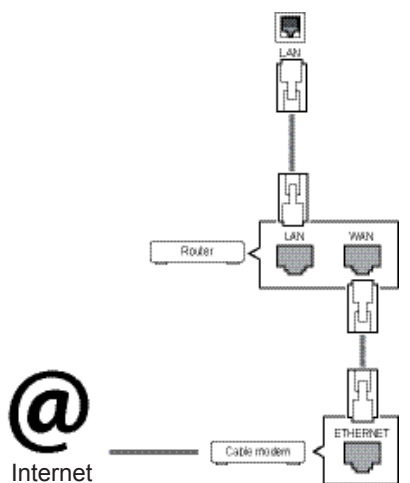 LAN
LAN
WAN
Router
ETHERNET
@
Internet
Cable modem